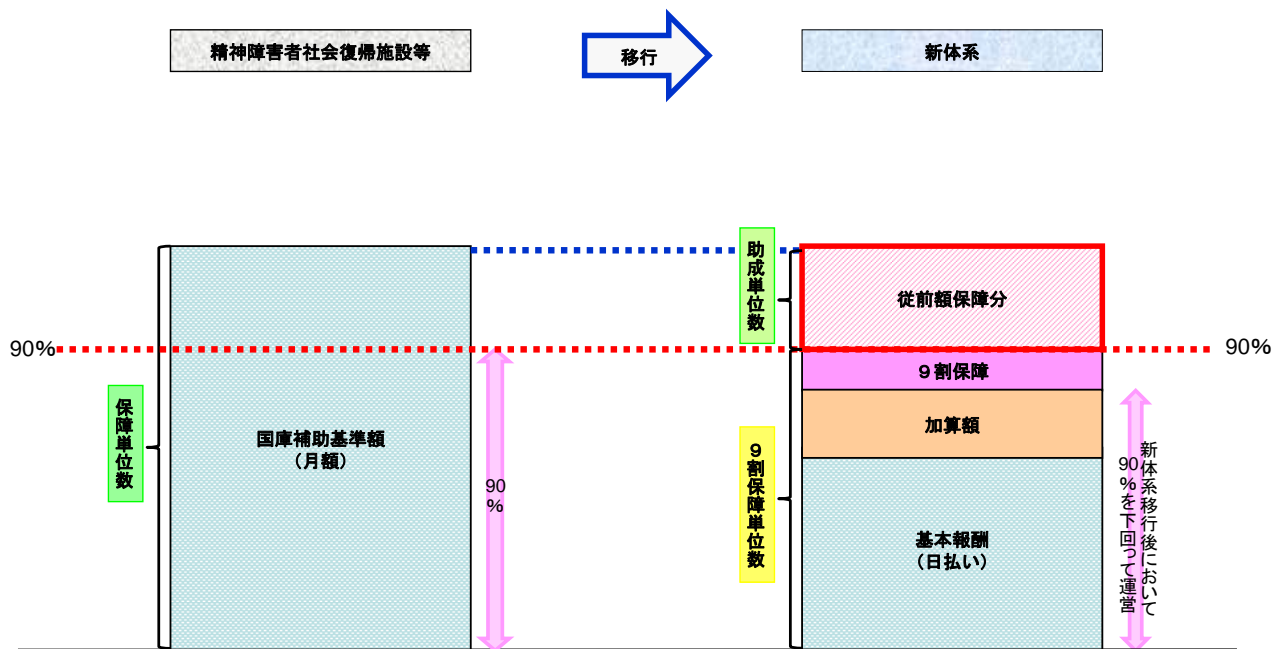 精神障害者社会復帰施設等
移行
新体系
助成単位数
従前額保障分
90%
90%
９割保障
保障単位数
国庫補助基準額
（月額）
90%
９割保障単位数
加算額
基本報酬
（日払い）
新体系移行後において
90%を下回って運営